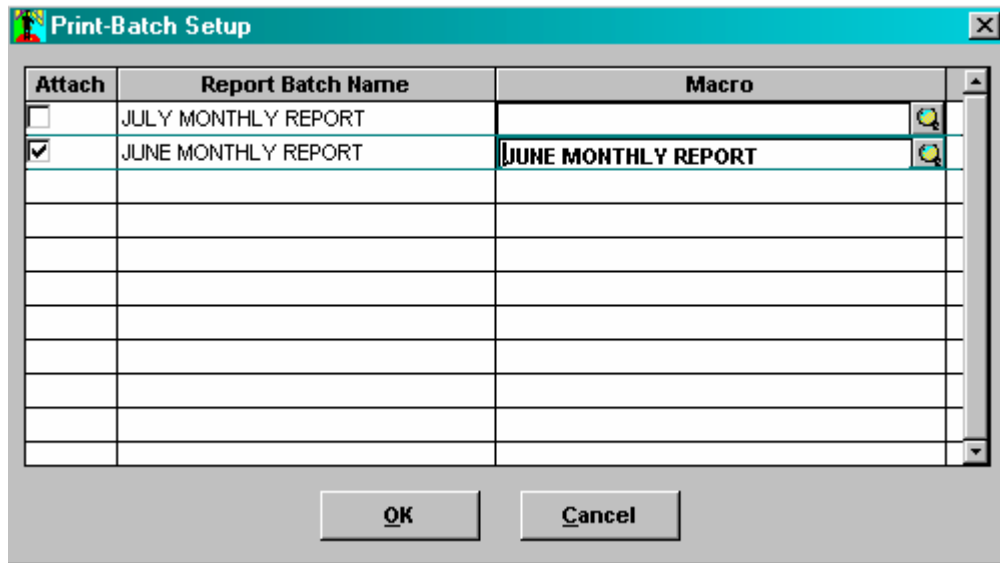 Print-Batch Setup
Attach Report Batch Name Macro
JULY MONTHLY REPORT
JUNE MONTHLY REPORT JUNE MONTHLY REPORT
OK Cancel